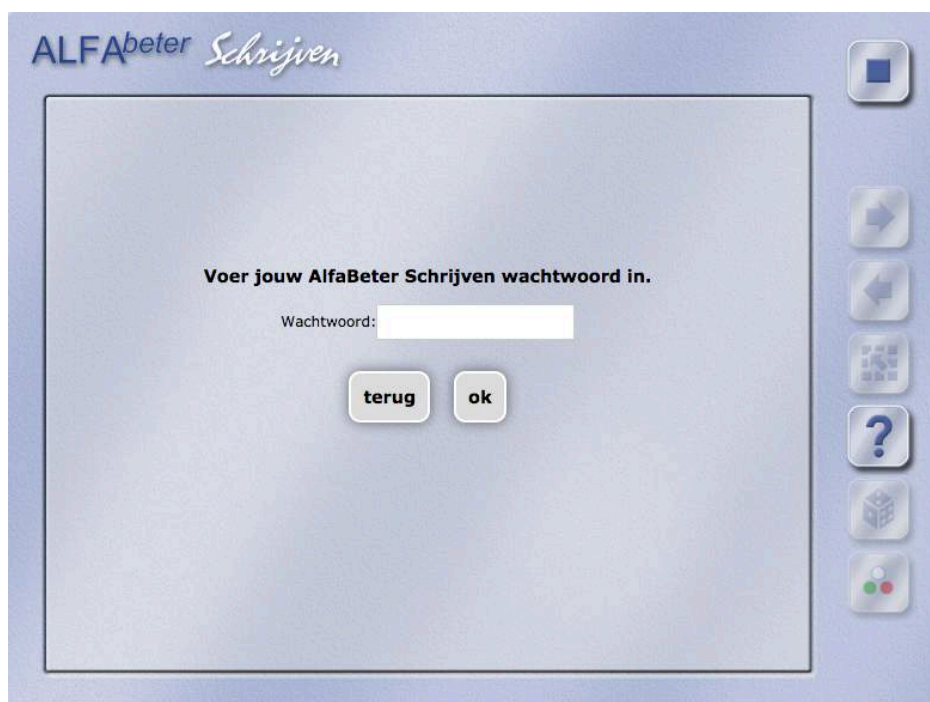 ALFAbeter Schrijven
Voer jouw AlfaBeter Schrijven wachtwoord in.
Wachtwoord:
terug ok
?